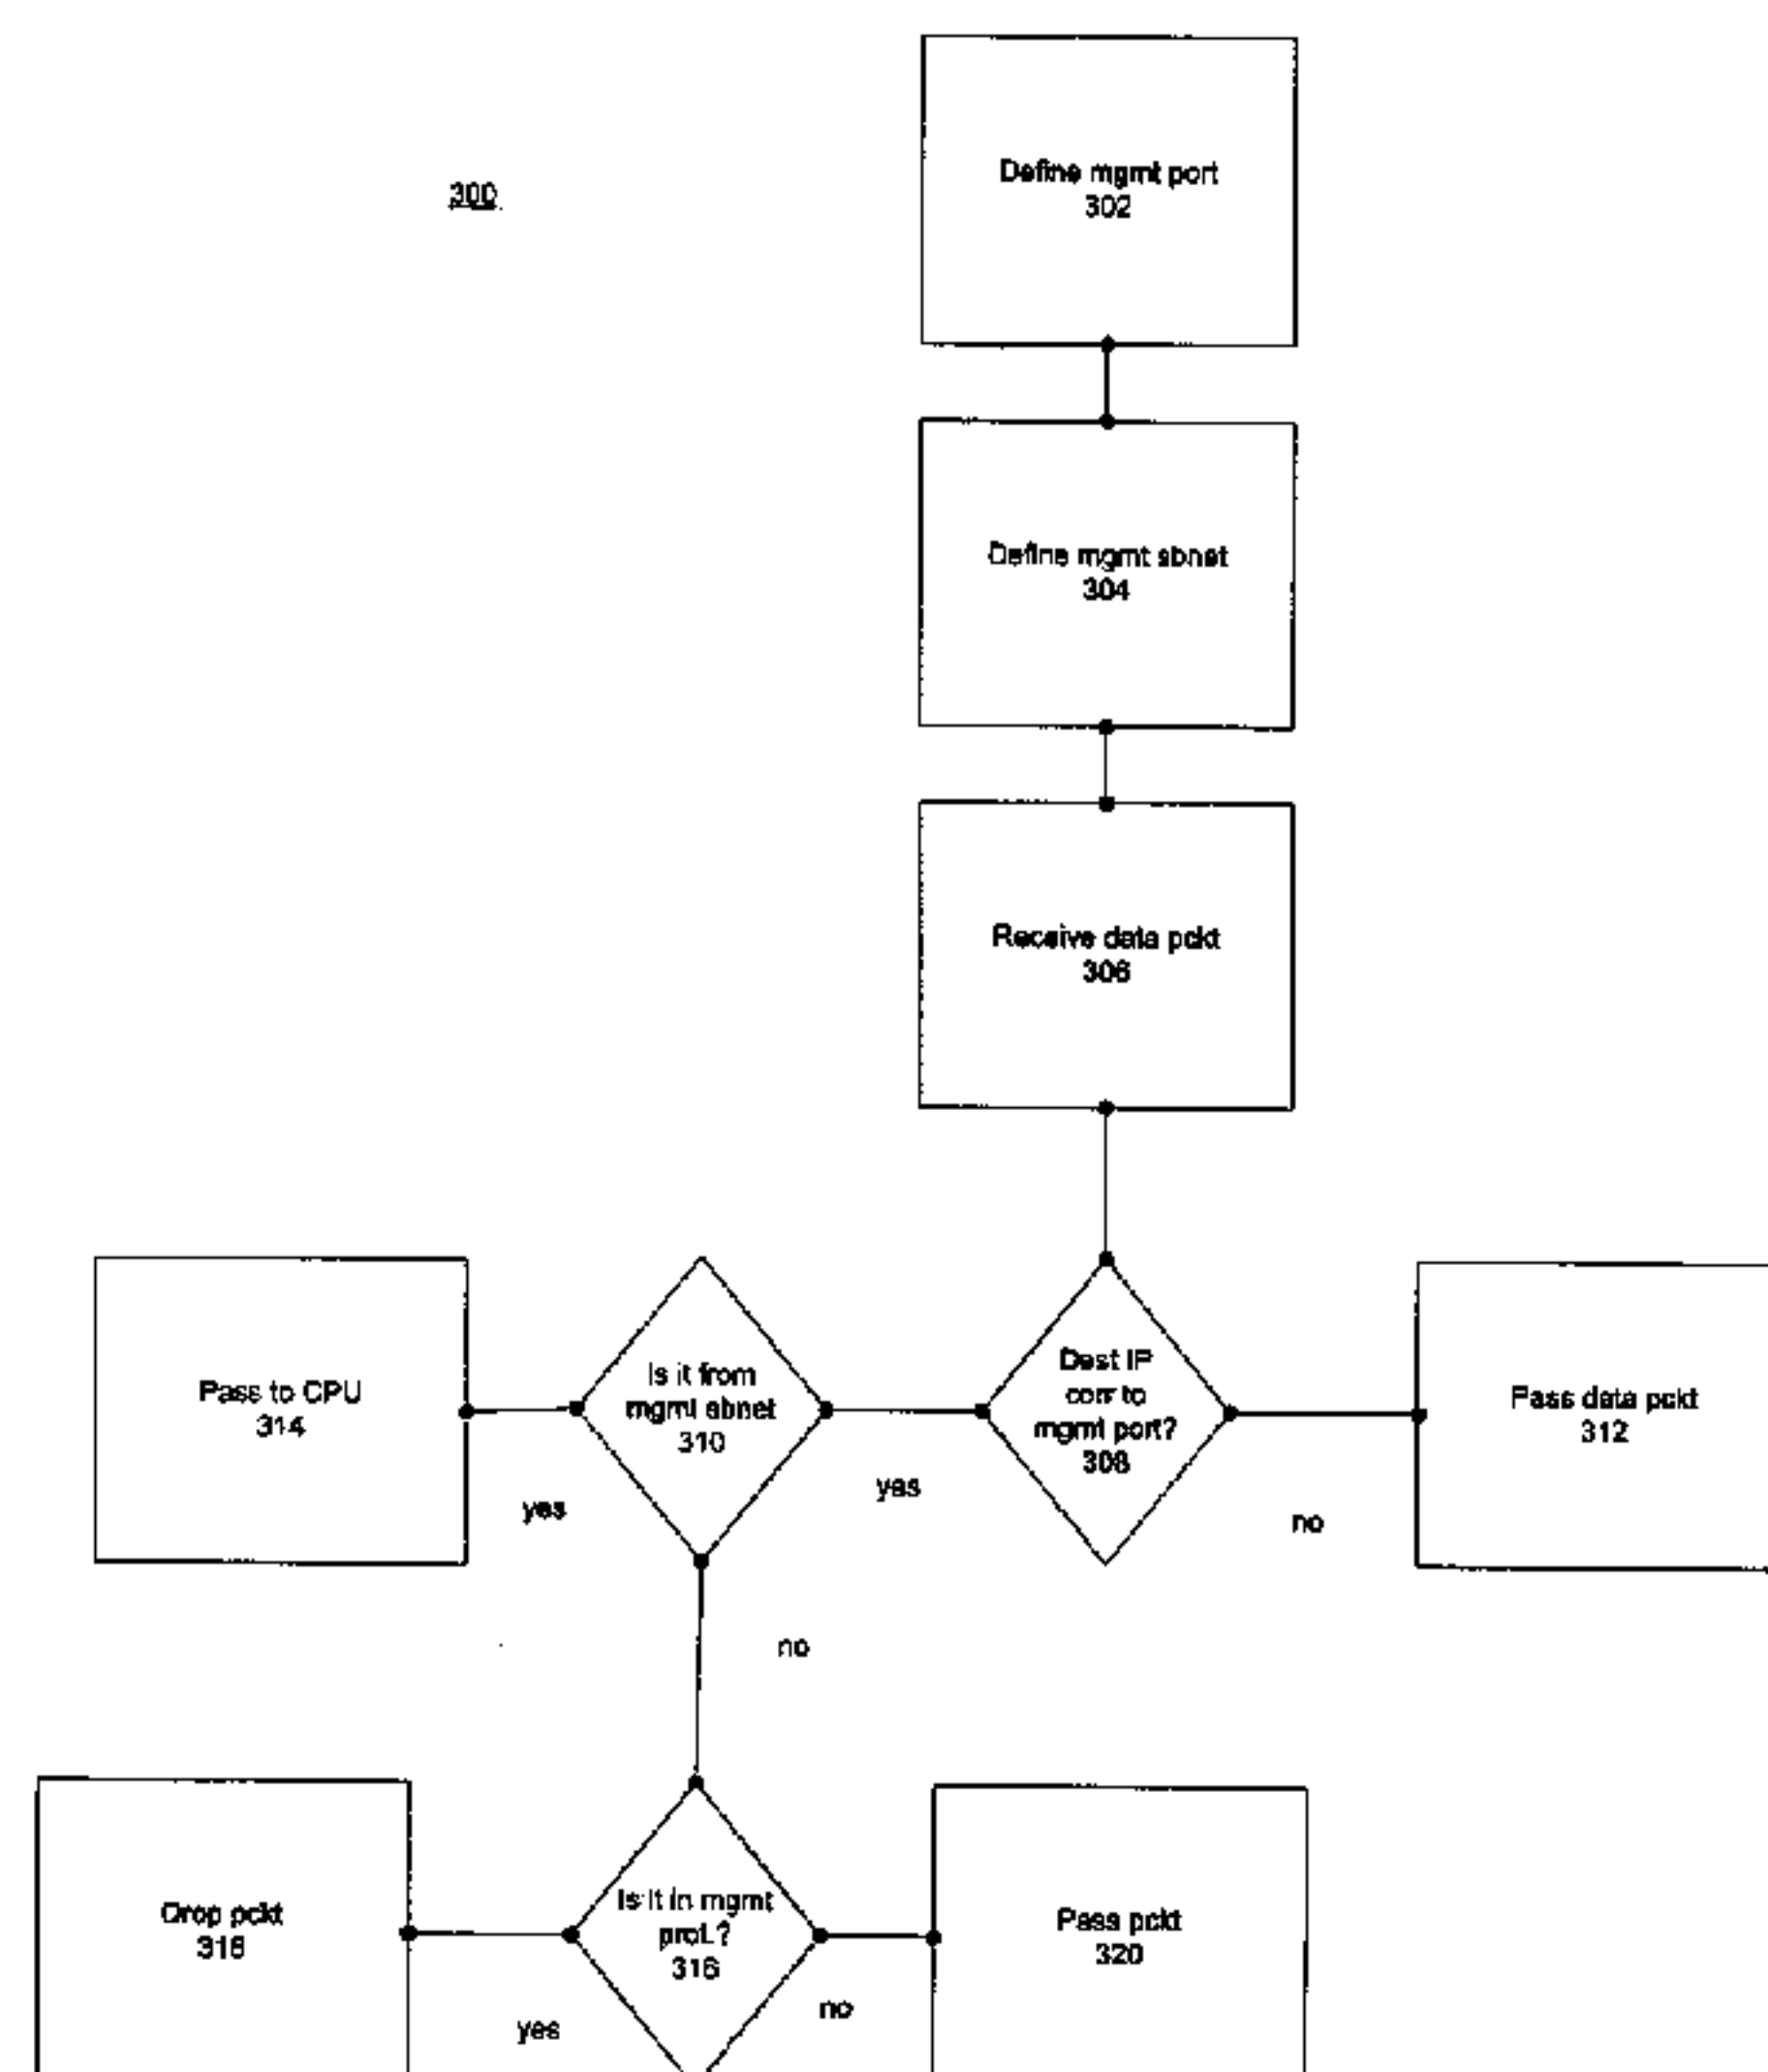 300
Define mgmt port
302
Define mgmt sbnet
304
Receive data pckt
306
Pass to CPU
314
Is it from
mgmt sbnet
310
Dest IP
corr to
mgmt port?
308
Pass data pckt
312
yes
yes
no
no
Drop pckt
318
Is it in mgmt
prot.?
316
Pass pckt
320
yes
no